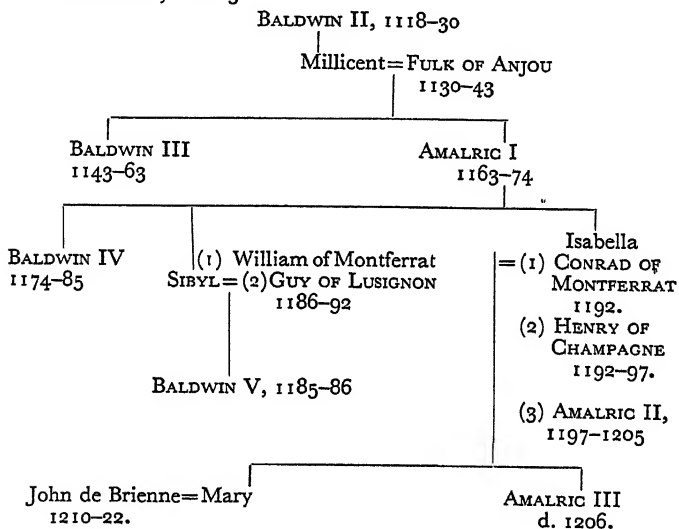 BALDWIN II, 1118–30
Millicent=FULK OF ANJOU
1130–43
BALDWIN III
1143–63
AMALRIC I
1163–74
BALDWIN IV
1174–85
(1) William of Montferrat
SIBYL=(2)GUY OF LUSIGNON
1186–92
BALDWIN V, 1185–86
Isabella
=(1) CONRAD OF
MONTFERRAT
1192.
(2) HENRY OF
CHAMPAGNE
1192–97.
(3) AMALRIC II,
1197–1205
John de Brienne=Mary
1210–22.
AMALRIC III
d. 1206.